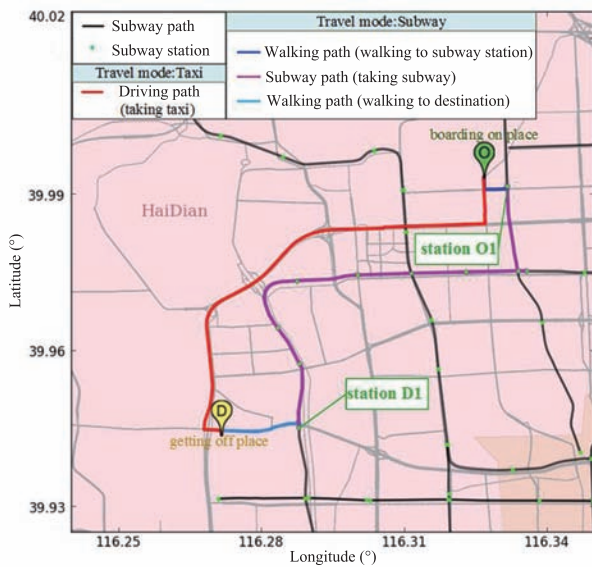 40.02
39.99
39.96
39.93
Latitude (°)
Subway path
Subway station
Travel mode:Taxi
Driving path
(taking taxi)
Travel mode:Subway
Walking path (walking to subway station)
Subway path (taking subway)
Walking path (walking to destination)
boarding on place
O
HaiDian
station O1
station D1
D
getting off place
116.25
116.28
116.31
116.34
Longitude (°)